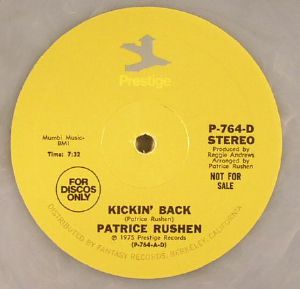 Prestige
Mumbi Music-
BMI
Time: 7:32
P-764-D
STEREO
Produced by
Reggie Andrews
Arranged by
Patrice Rushen
NOT FOR
SALE
FOR
DISCOS
ONLY
KICKIN' BACK
(Patrice Rushen)
PATRICE RUSHEN
℗ 1975 Prestige Records
(P-764-A-D)
DISTRIBUTED BY FANTASY RECORDS, BERKELEY, CALIFORNIA